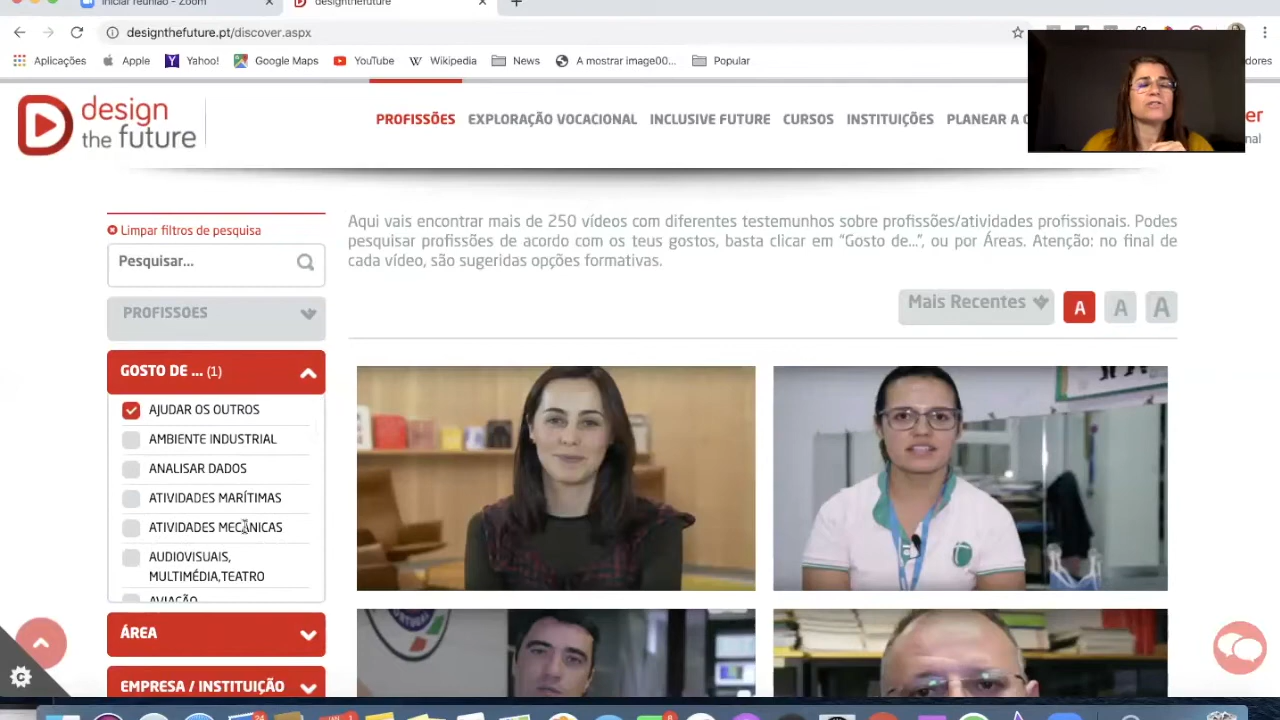 Iniciar reunião - Zoom
designthefuture
designthefuture.pt/discover.aspx
Aplicações Apple Yahoo! Google Maps YouTube Wikipedia News A mostrar image00... Popular
design
the future
PROFISSÕES EXPLORAÇÃO VOCACIONAL INCLUSIVE FUTURE CURSOS INSTITUIÇÕES PLANEAR A
Limpar filtros de pesquisa
Pesquisar...
PROFISSOES
GOSTO DE ... (1)
AJUDAR OS OUTROS
AMBIENTE INDUSTRIAL
ANALISAR DADOS
ATIVIDADES MARÍTIMAS
ATIVIDADES MECÂNICAS
AUDIOVISUAIS,
MULTIMÉDIA,TEATRO
AVIAÇÃO
ÁREA
EMPRESA / INSTITUIÇÃO
Aqui vais encontrar mais de 250 vídeos com diferentes testemunhos sobre profissões/atividades profissionais. Podes
pesquisar profissões de acordo com os teus gostos, basta clicar em "Gosto de...", ou por Áreas. Atenção: no final de
cada vídeo, são sugeridas opções formativas.
Mais Recentes A A A